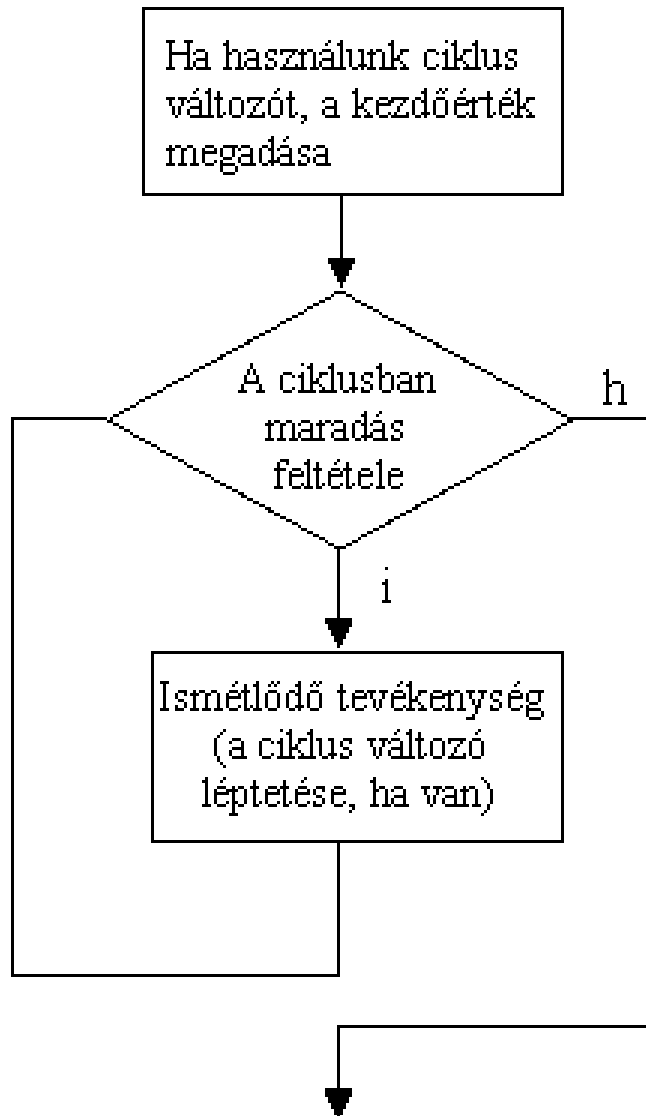 Ha használunk ciklus
változót, a kezdőérték
megadása
A ciklusban
maradás
feltétele
h
i
Ismétlődő tevékenység
(a ciklus változó
léptetése, ha van)